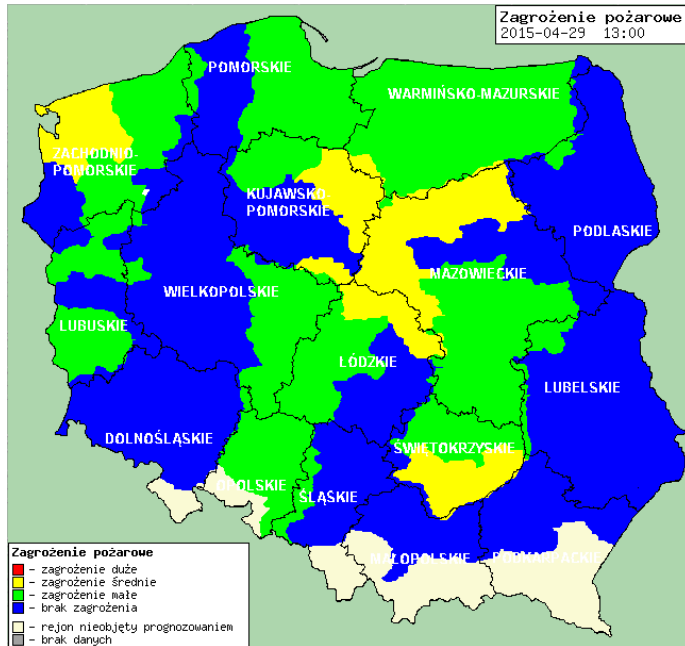 Zagrożenie pożarowe
2015-04-29 13:00
POMORSKIE
WARMIŃSKO-MAZURSKIE
ZACHODNIO-
POMORSKIE
KUJAWSKO-
POMORSKIE
PODLASKIE
MAZOWIECKIE
WIELKOPOLSKIE
LUBUSKIE
ŁÓDZKIE
LUBELSKIE
DOLNOŚLĄSKIE
ŚWIĘTOKRZYSKIE
OPOLSKIE
ŚLĄSKIE
MAŁOPOLSKIE
PODKARPACKIE
Zagrożenie pożarowe
- zagrożenie duże
- zagrożenie średnie
- zagrożenie małe
- brak zagrożenia
- rejon nieobjęty prognozowaniem
- brak danych